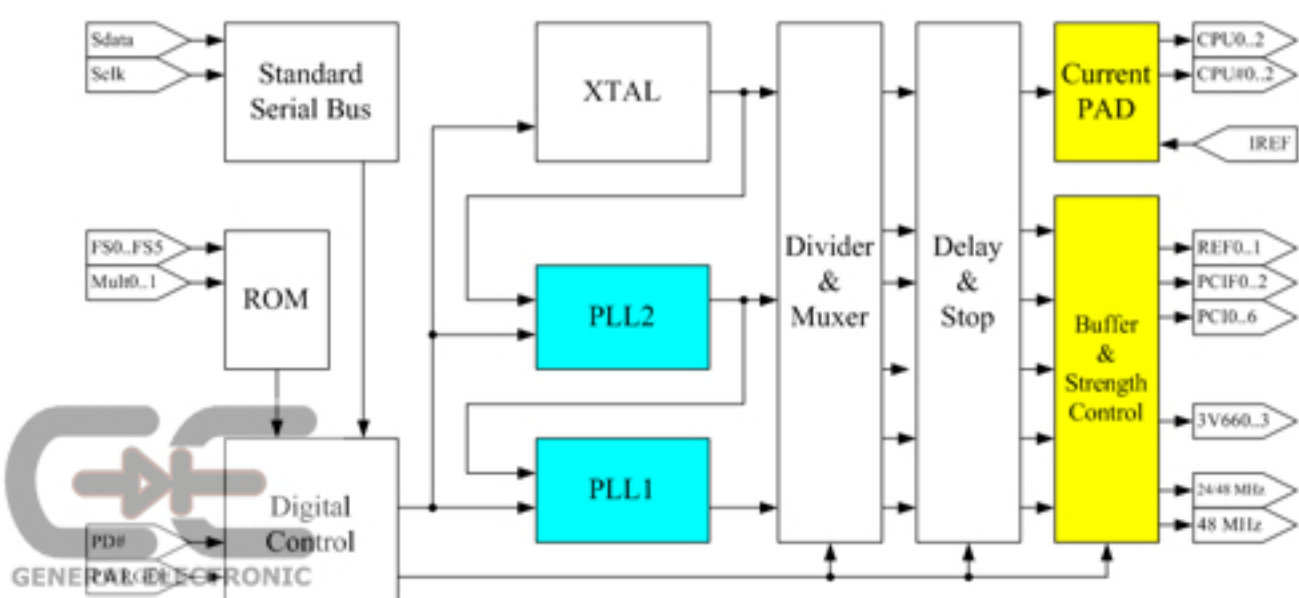 Sdata
Sclk
Standard
Serial Bus
XTAL
Current
PAD
CPU0..2
CPU#0..2
IREF
FS0..FS5
Mult0..1
ROM
PLL2
Divider
&
Muxer
Delay
&
Stop
Buffer
&
Strength
Control
REF0..1
PCIF0..2
PCI0..6
3V660..3
PLL1
24/48 MHz
48 MHz
Digital
Control
PD#
GENERAL ELECTRONIC